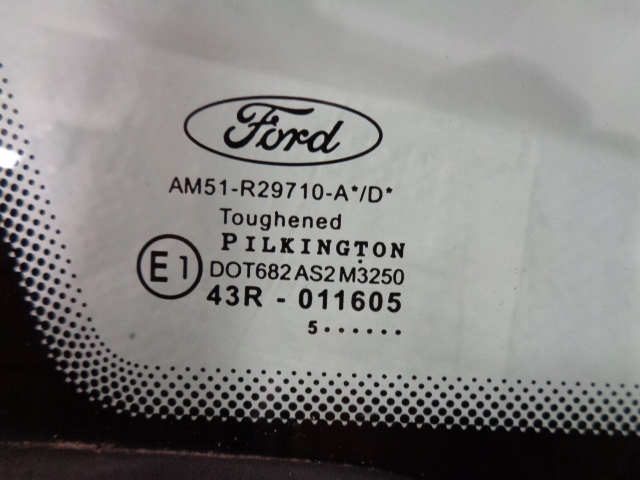 Ford
AM51-R29710-A*/D*
Toughened
PILKINGTON
E1
DOT682 AS2 M3250
43R - 011605
5······